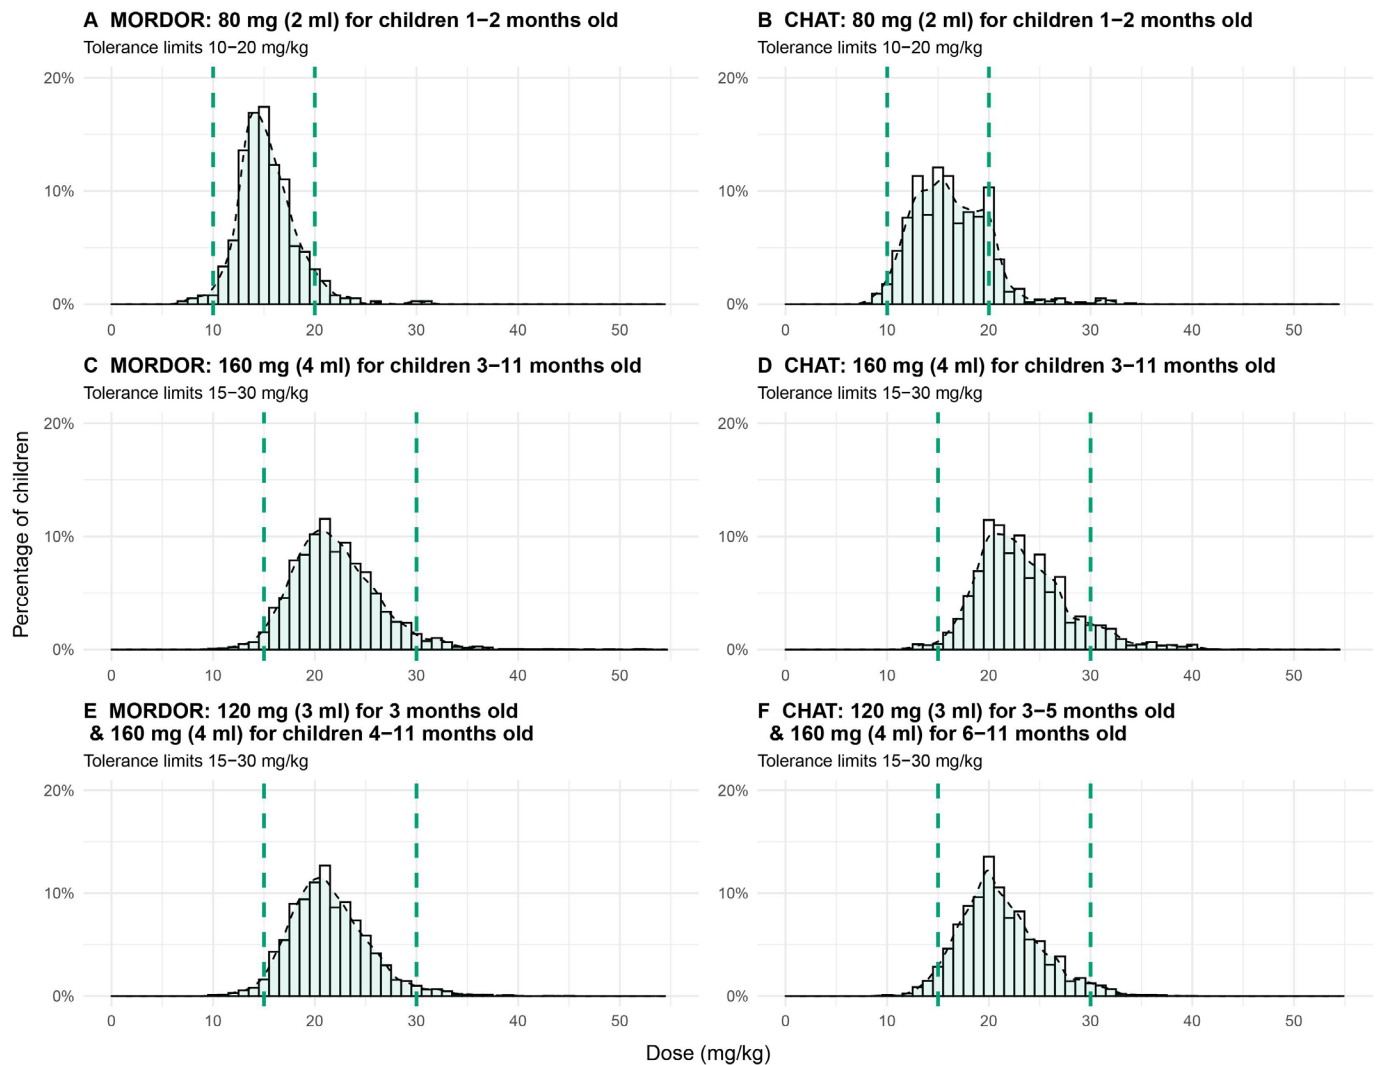 A MORDOR: 80 mg (2 ml) for children 1−2 months old
Tolerance limits 10−20 mg/kg
20%
10%
0%
0 10 20 30 40 50
B CHAT: 80 mg (2 ml) for children 1−2 months old
Tolerance limits 10−20 mg/kg
20%
10%
0%
0 10 20 30 40 50
C MORDOR: 160 mg (4 ml) for children 3−11 months old
Tolerance limits 15−30 mg/kg
20%
10%
0%
0 10 20 30 40 50
D CHAT: 160 mg (4 ml) for children 3−11 months old
Tolerance limits 15−30 mg/kg
20%
10%
0%
0 10 20 30 40 50
Percentage of children
E MORDOR: 120 mg (3 ml) for 3 months old
& 160 mg (4 ml) for children 4−11 months old
Tolerance limits 15−30 mg/kg
20%
10%
0%
0 10 20 30 40 50
F CHAT: 120 mg (3 ml) for 3−5 months old
& 160 mg (4 ml) for 6−11 months old
Tolerance limits 15−30 mg/kg
20%
10%
0%
0 10 20 30 40 50
Dose (mg/kg)